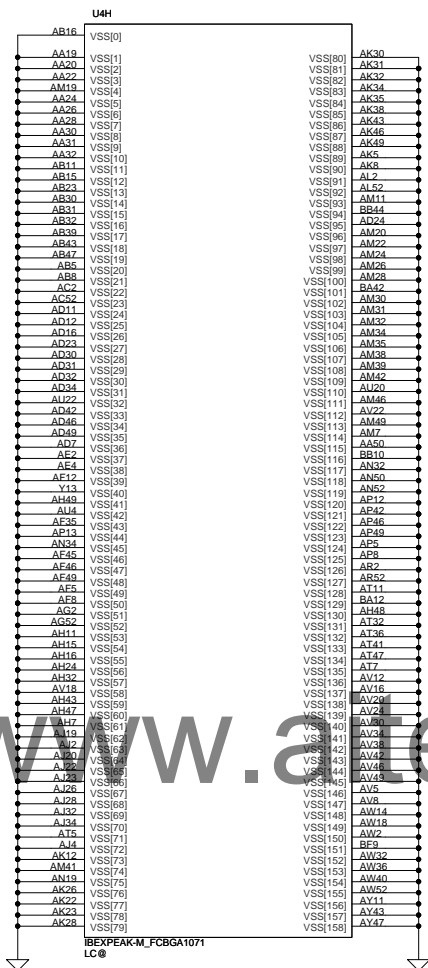 U4H
AB16 VSS[0]
AA19 VSS[1]
AA20 VSS[2]
AA22 VSS[3]
AM19 VSS[4]
AA24 VSS[5]
AA26 VSS[6]
AA28 VSS[7]
AA30 VSS[8]
AA31 VSS[9]
AA32 VSS[10]
AB11 VSS[11]
AB15 VSS[12]
AB23 VSS[13]
AB30 VSS[14]
AB31 VSS[15]
AB32 VSS[16]
AB39 VSS[17]
AB43 VSS[18]
AB47 VSS[19]
AB5 VSS[20]
AB8 VSS[21]
AC2 VSS[22]
AC52 VSS[23]
AD11 VSS[24]
AD12 VSS[25]
AD16 VSS[26]
AD23 VSS[27]
AD30 VSS[28]
AD31 VSS[29]
AD32 VSS[30]
AD34 VSS[31]
AU22 VSS[32]
AD42 VSS[33]
AD46 VSS[34]
AD49 VSS[35]
AD7 VSS[36]
AE2 VSS[37]
AE4 VSS[38]
AF12 VSS[39]
Y13 VSS[40]
AH49 VSS[41]
AU4 VSS[42]
AF35 VSS[43]
AP13 VSS[44]
AN34 VSS[45]
AF45 VSS[46]
AF46 VSS[47]
AF49 VSS[48]
AF5 VSS[49]
AF8 VSS[50]
AG2 VSS[51]
AG52 VSS[52]
AH11 VSS[53]
AH15 VSS[54]
AH16 VSS[55]
AH24 VSS[56]
AH32 VSS[57]
AV18 VSS[58]
AH43 VSS[59]
AH47 VSS[60]
AH7 VSS[61]
AJ19 VSS[62]
AJ2 VSS[63]
AJ20 VSS[64]
AJ22 VSS[65]
AJ23 VSS[66]
AJ26 VSS[67]
AJ28 VSS[68]
AJ32 VSS[69]
AJ34 VSS[70]
AT5 VSS[71]
AJ4 VSS[72]
AK12 VSS[73]
AM41 VSS[74]
AN19 VSS[75]
AK26 VSS[76]
AK22 VSS[77]
AK23 VSS[78]
AK28 VSS[79]
VSS[80] AK30
VSS[81] AK31
VSS[82] AK32
VSS[83] AK34
VSS[84] AK35
VSS[85] AK38
VSS[86] AK43
VSS[87] AK46
VSS[88] AK49
VSS[89] AK5
VSS[90] AK8
VSS[91] AL2
VSS[92] AL52
VSS[93] AM11
VSS[94] BB44
VSS[95] AD24
VSS[96] AM20
VSS[97] AM22
VSS[98] AM24
VSS[99] AM26
VSS[100] AM28
VSS[101] BA42
VSS[102] AM30
VSS[103] AM31
VSS[104] AM32
VSS[105] AM34
VSS[106] AM35
VSS[107] AM38
VSS[108] AM39
VSS[109] AM42
VSS[110] AU20
VSS[111] AM46
VSS[112] AV22
VSS[113] AM49
VSS[114] AM7
VSS[115] AA50
VSS[116] BB10
VSS[117] AN32
VSS[118] AN50
VSS[119] AN52
VSS[120] AP12
VSS[121] AP42
VSS[122] AP46
VSS[123] AP49
VSS[124] AP5
VSS[125] AP8
VSS[126] AR2
VSS[127] AR52
VSS[128] AT11
VSS[129] BA12
VSS[130] AH48
VSS[131] AT32
VSS[132] AT36
VSS[133] AT41
VSS[134] AT47
VSS[135] AT7
VSS[136] AV12
VSS[137] AV16
VSS[138] AV20
VSS[139] AV24
VSS[140] AV30
VSS[141] AV34
VSS[142] AV38
VSS[143] AV42
VSS[144] AV46
VSS[145] AV49
VSS[146] AV5
VSS[147] AV8
VSS[148] AW14
VSS[149] AW18
VSS[150] AW2
VSS[151] BF9
VSS[152] AW32
VSS[153] AW36
VSS[154] AW40
VSS[155] AW52
VSS[156] AY11
VSS[157] AY43
VSS[158] AY47
www.aite
IBEXPEAK-M_FCBGA1071
LC@